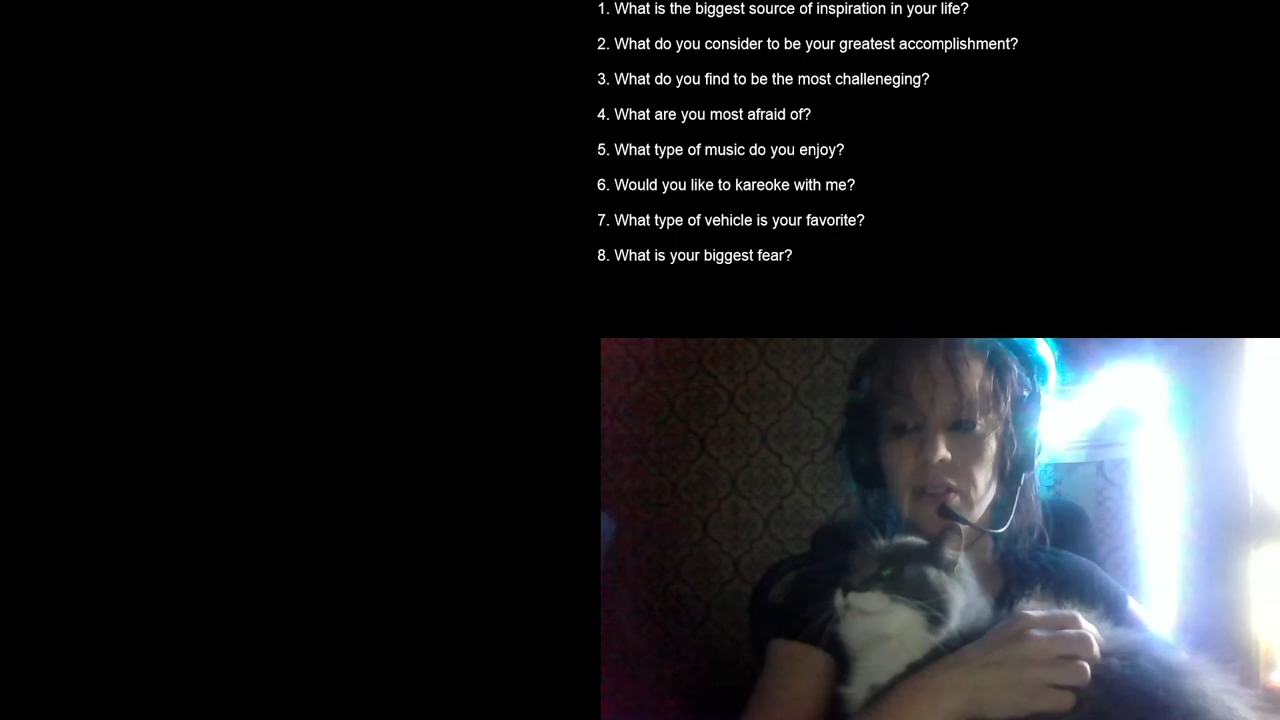 1. What is the biggest source of inspiration in your life?
2. What do you consider to be your greatest accomplishment?
3. What do you find to be the most challeneging?
4. What are you most afraid of?
5. What type of music do you enjoy?
6. Would you like to kareoke with me?
7. What type of vehicle is your favorite?
8. What is your biggest fear?